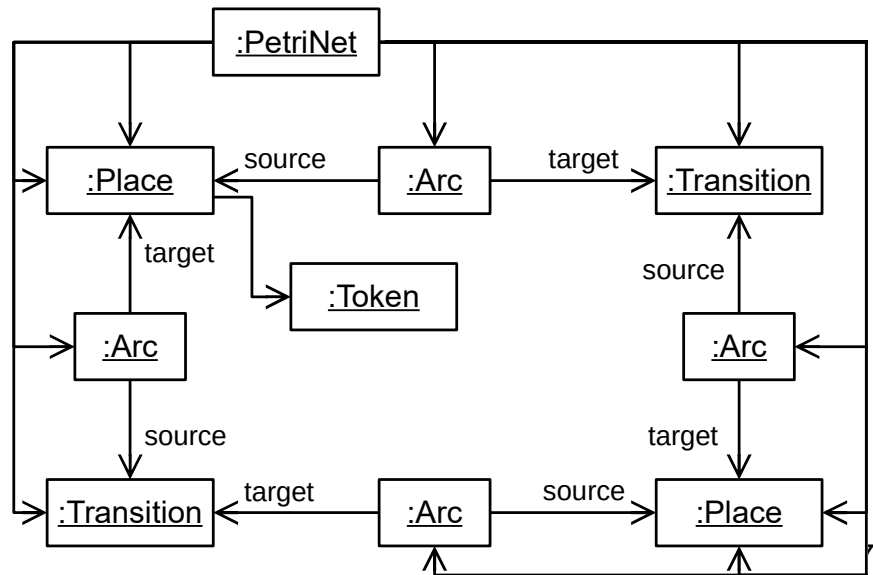 :PetriNet
source
target
:Place
:Arc
:Transition
target
source
:Token
:Arc
:Arc
source
target
target
source
:Transition
:Arc
:Place